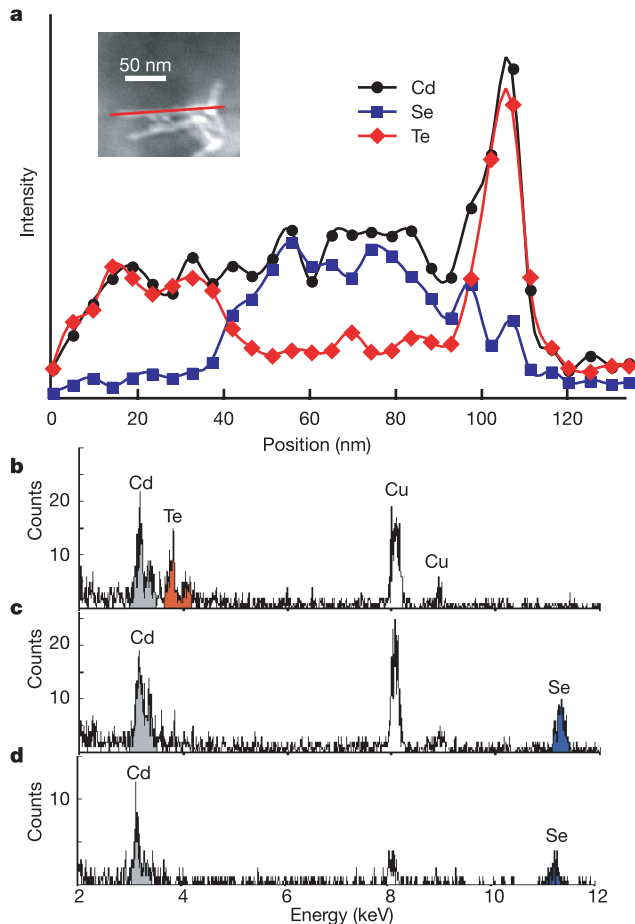 a
50 nm
Cd
Se
Te
Intensity
0 20 40 60 80 100 120
Position (nm)
b
Counts
20
10
Cd
Te
Cu
Cu
c
Counts
20
10
Cd
Se
d
Counts
10
Cd
Se
2 4 6 8 10 12
Energy (keV)